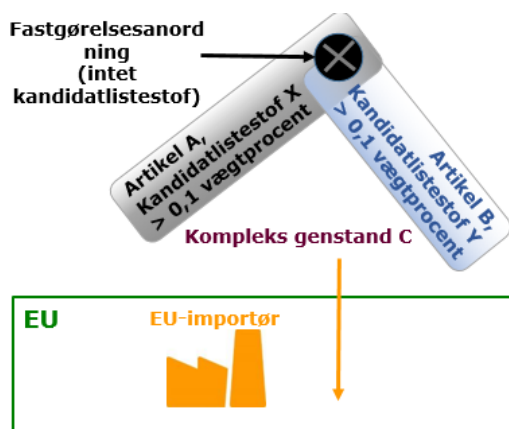 Fastgørelsesanord
ning
(intet
kandidatlistestof)
Artikel A,
Kandidatlistestof X
> 0,1 vægtprocent
Artikel B,
Kandidatlistestof Y
> 0,1 vægtprocent
Kompleks genstand C
EU
EU-importør